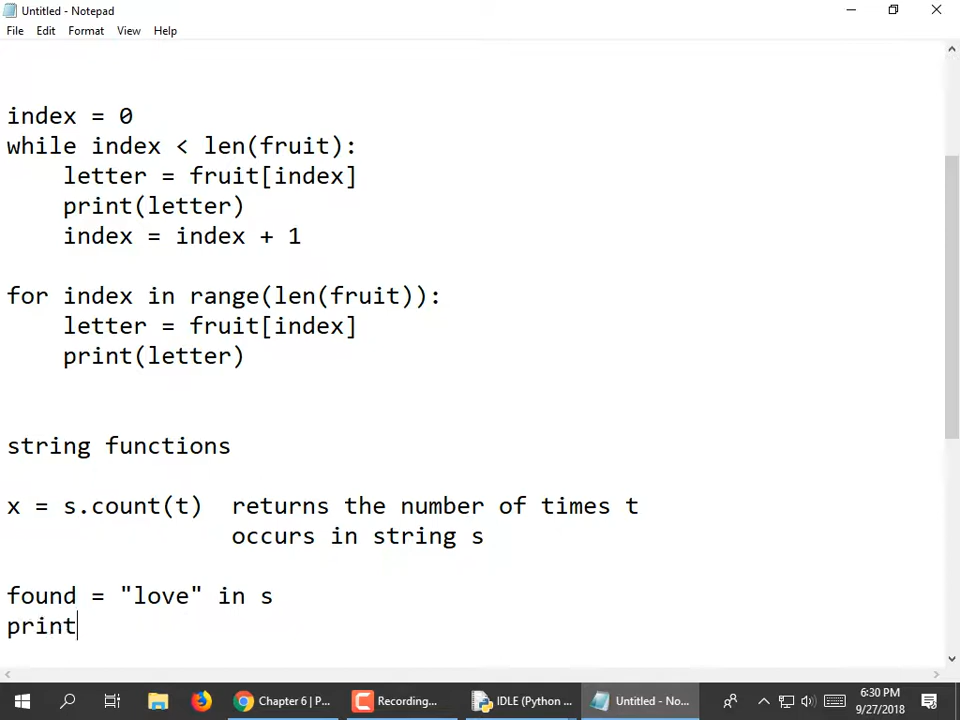 Untitled - Notepad
File Edit Format View Help
index = 0
while index < len(fruit):
    letter = fruit[index]
    print(letter)
    index = index + 1
for index in range(len(fruit)):
    letter = fruit[index]
    print(letter)
string functions
x = s.count(t)  returns the number of times t
                occurs in string s
found = "love" in s
print
Chapter 6 | P... Recording... IDLE (Python ... Untitled - No... 6:30 PM
9/27/2018